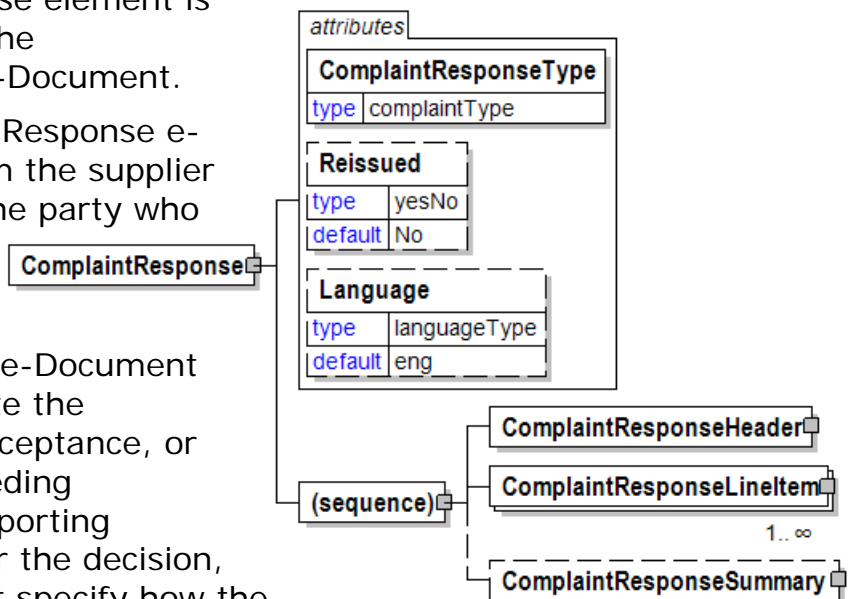 se element is
the
-Document.
Response e-
n the supplier
he party who
e-Document
te the
ceptance, or
eding
porting
r the decision,
t specify how the
ComplaintResponse
attributes
ComplaintResponseType
type complaintType
Reissued
type yesNo
default No
Language
type languageType
default eng
(sequence)
ComplaintResponseHeader
ComplaintResponseLineItem
1.. ∞
ComplaintResponseSummary